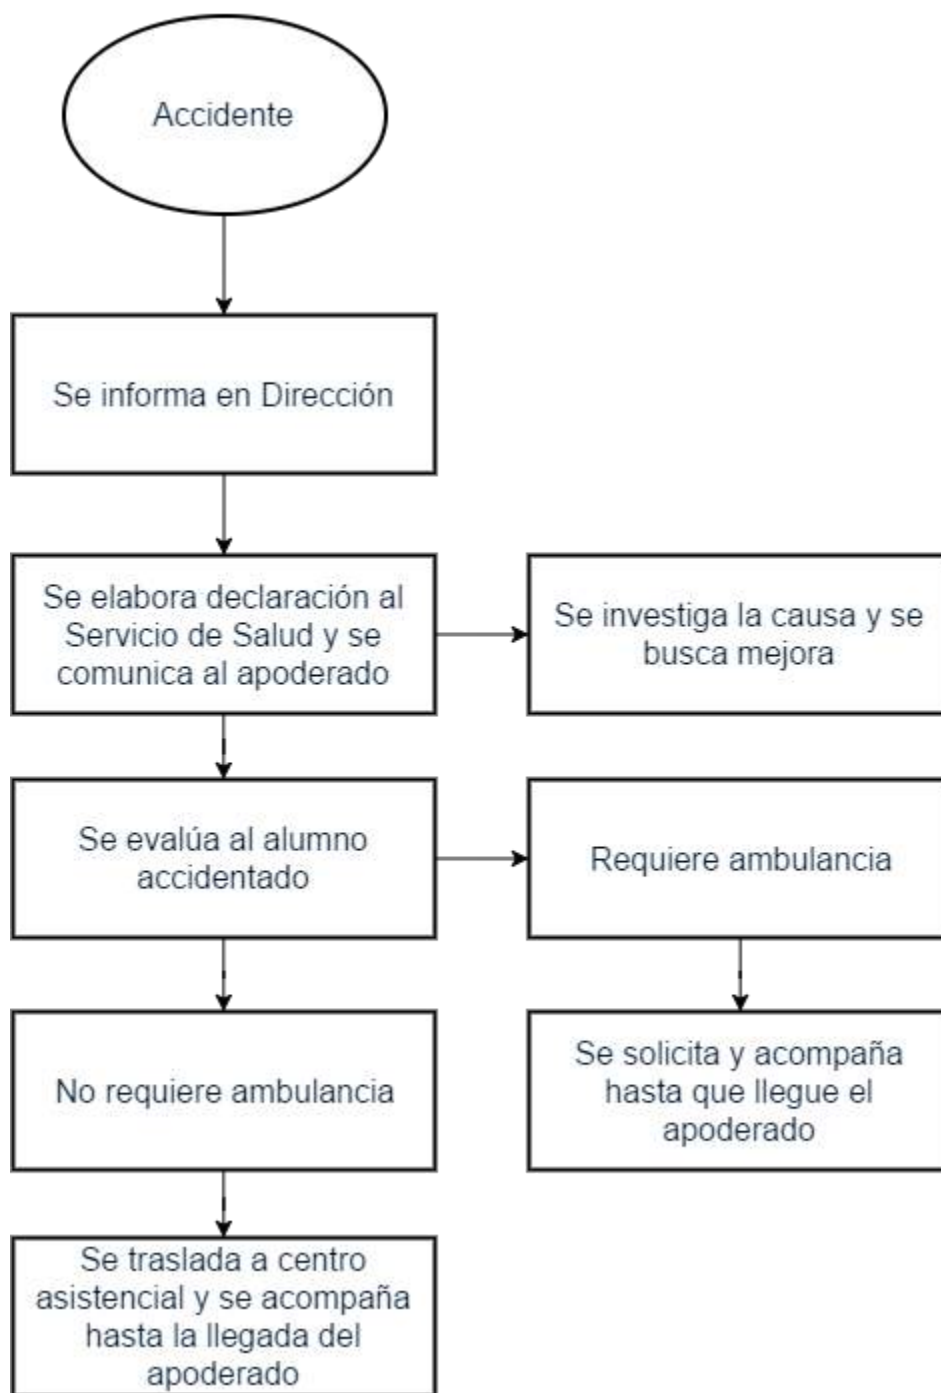 Accidente
Se informa en Dirección
Se elabora declaración al
Servicio de Salud y se
comunica al apoderado
Se investiga la causa y se
busca mejora
Se evalúa al alumno
accidentado
Requiere ambulancia
No requiere ambulancia
Se solicita y acompaña
hasta que llegue el
apoderado
Se traslada a centro
asistencial y se acompaña
hasta la llegada del
apoderado